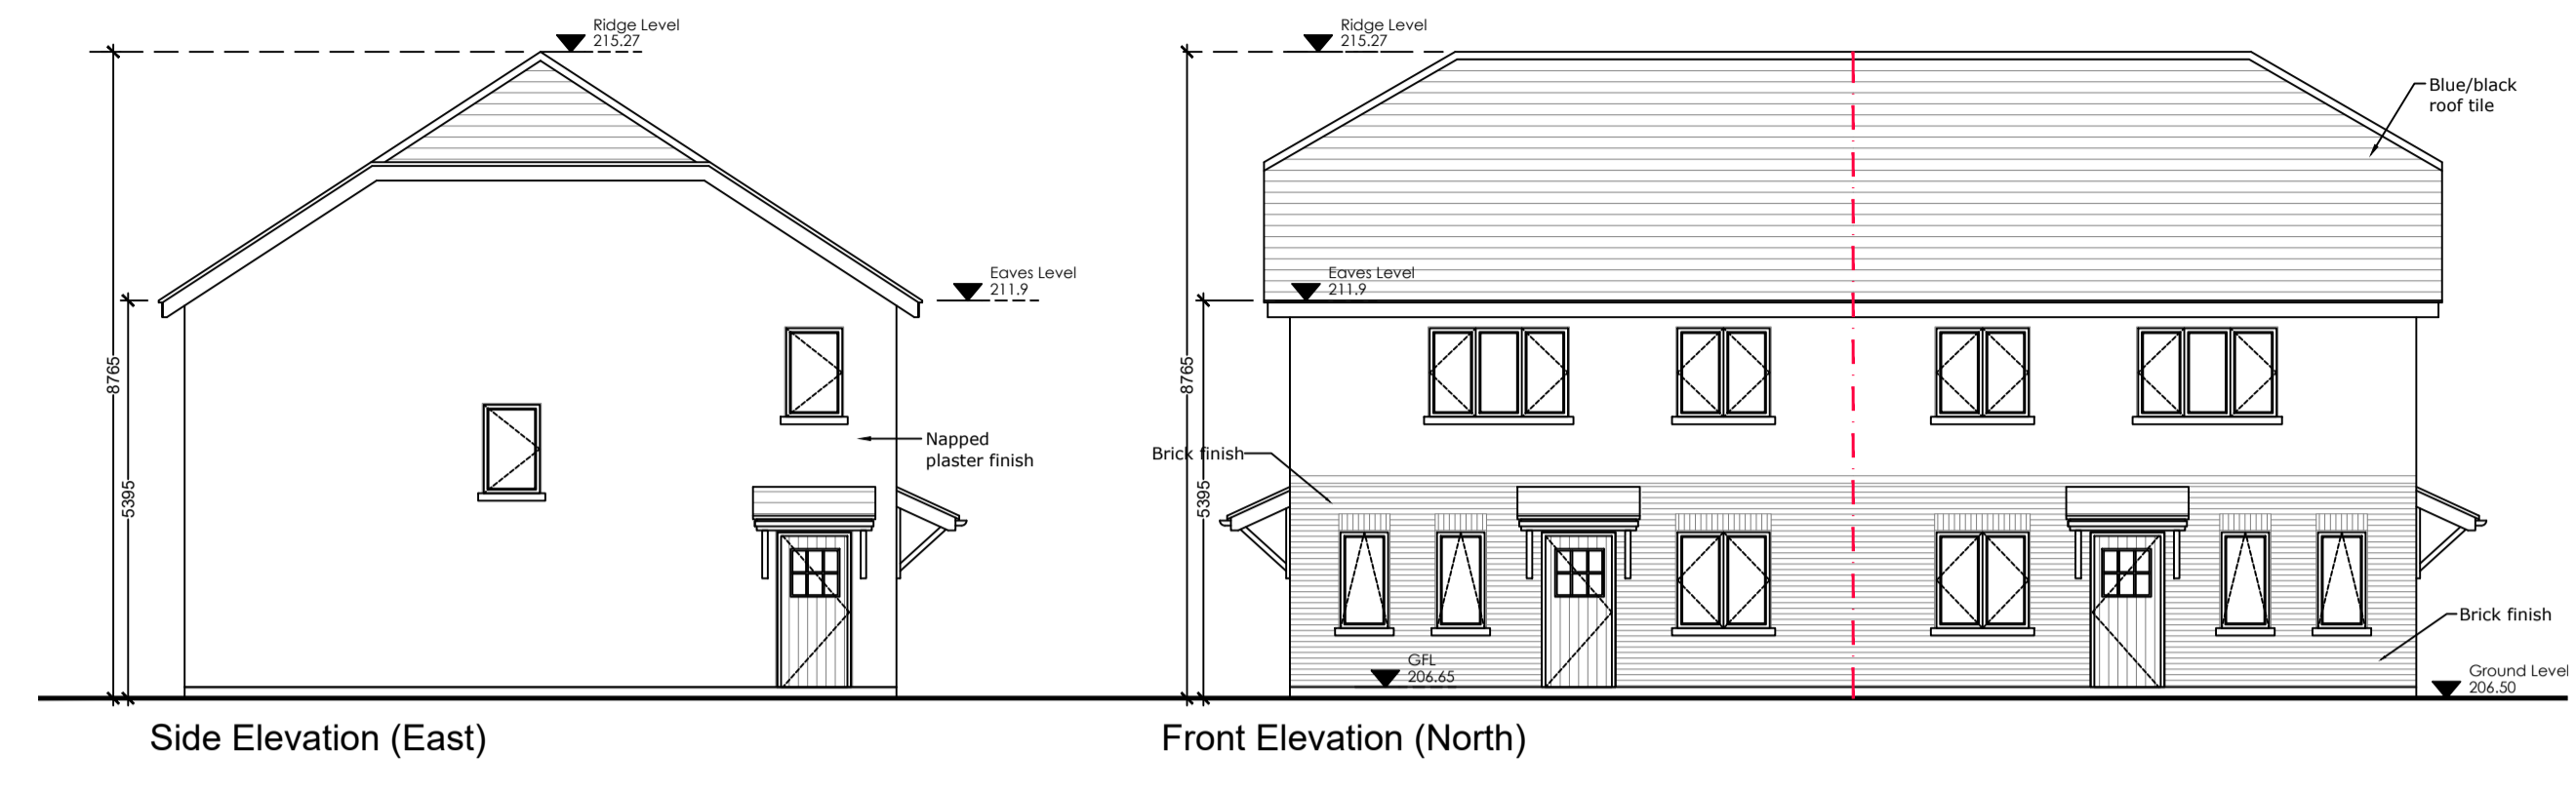 Ridge Level
215.27
Eaves Level
211.9
8765
5395
Napped
plaster finish
Side Elevation (East)
Ridge Level
215.27
Blue/black
roof tile
Eaves Level
211.9
8765
5395
Brick finish
Brick finish
GFL
206.65
Ground Level
206.50
Front Elevation (North)